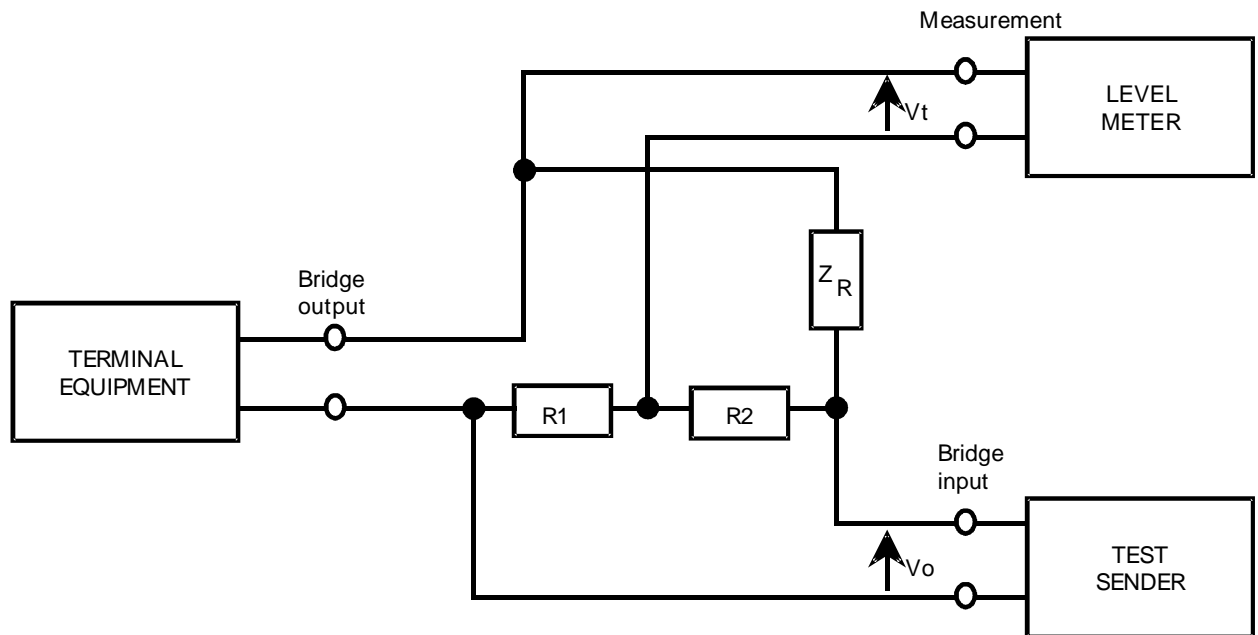 Measurement
LEVEL
METER
Vt
Z R
Bridge
output
TERMINAL
EQUIPMENT
R1
R2
Bridge
input
Vo
TEST
SENDER